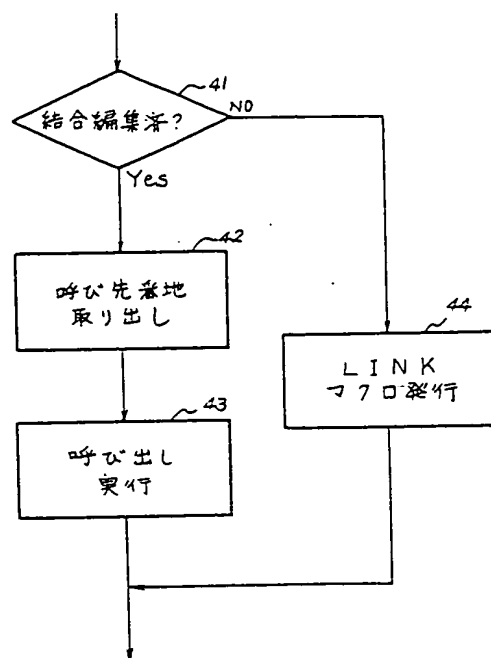 41
結合編集済?
NO
Yes
42
呼び先番地
取り出し
44
LINK
マクロ発行
43
呼び出し
実行